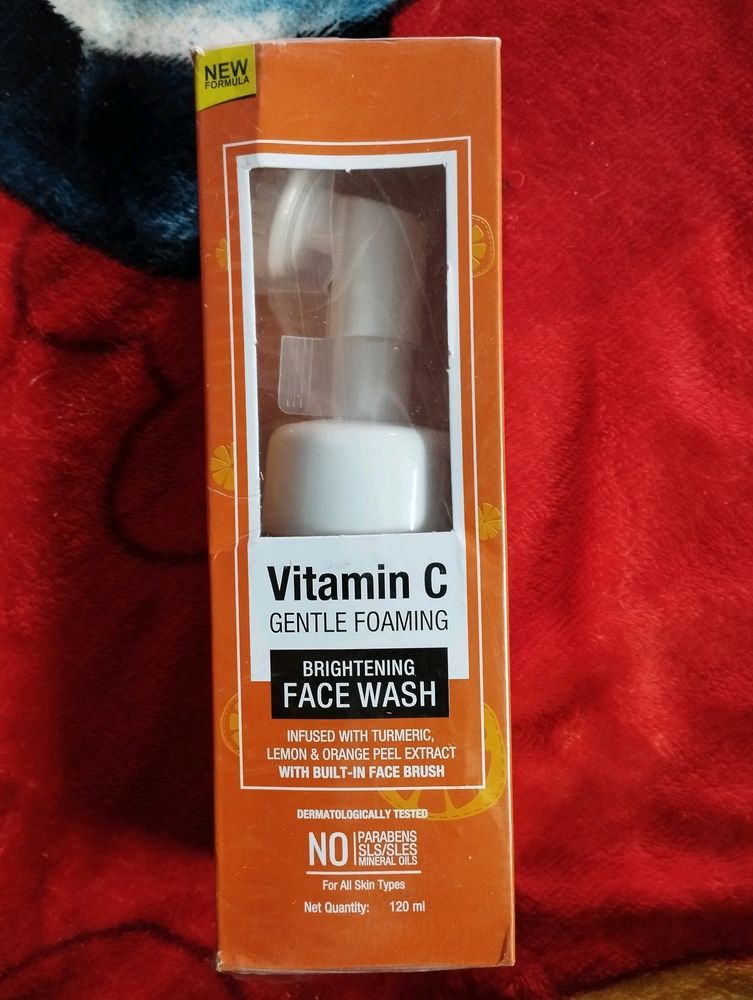 NEW
FORMULA
Vitamin C
GENTLE FOAMING
BRIGHTENING
FACE WASH
INFUSED WITH TURMERIC,
LEMON & ORANGE PEEL EXTRACT
WITH BUILT-IN FACE BRUSH
DERMATOLOGICALLY TESTED
NO PARABENS
SLS/SLES
MINERAL OILS
For All Skin Types
Net Quantity: 120 ml